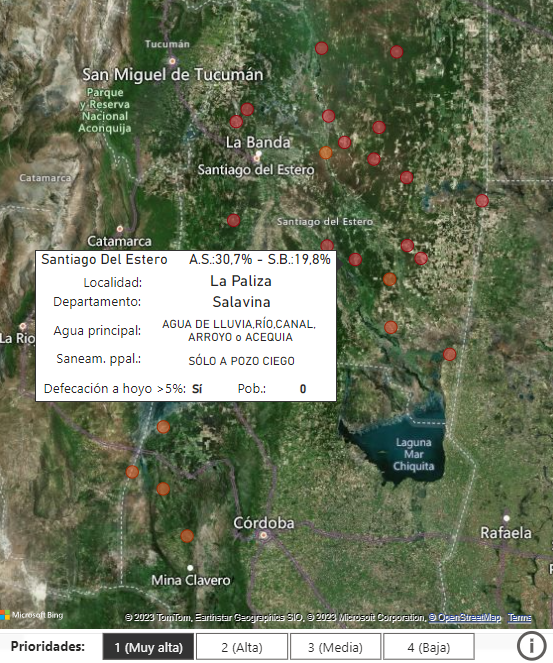 Tucumán
San Miguel de Tucumán
Parque
y Reserva
Nacional
Aconquija
La Banda
Santiago del Estero
Catamarca
Santiago del Estero
Catamarca
Santiago Del Estero A.S.:30,7% - S.B.:19,8%
Localidad: La Paliza
Departamento: Salavina
Agua principal: AGUA DE LLUVIA,RÍO,CANAL,
ARROYO o ACEQUIA
Saneam. ppal.: SÓLO A POZO CIEGO
Defecación a hoyo >5%: Sí Pob.: 0
La Rio
Laguna
Mar
Chiquita
Córdoba
Rafaela
Mina Clavero
Microsoft Bing
© 2023 TomTom, Earthstar Geographics SIO, © 2023 Microsoft Corporation, © OpenStreetMap Terms
Prioridades: 1 (Muy alta) 2 (Alta) 3 (Media) 4 (Baja) i